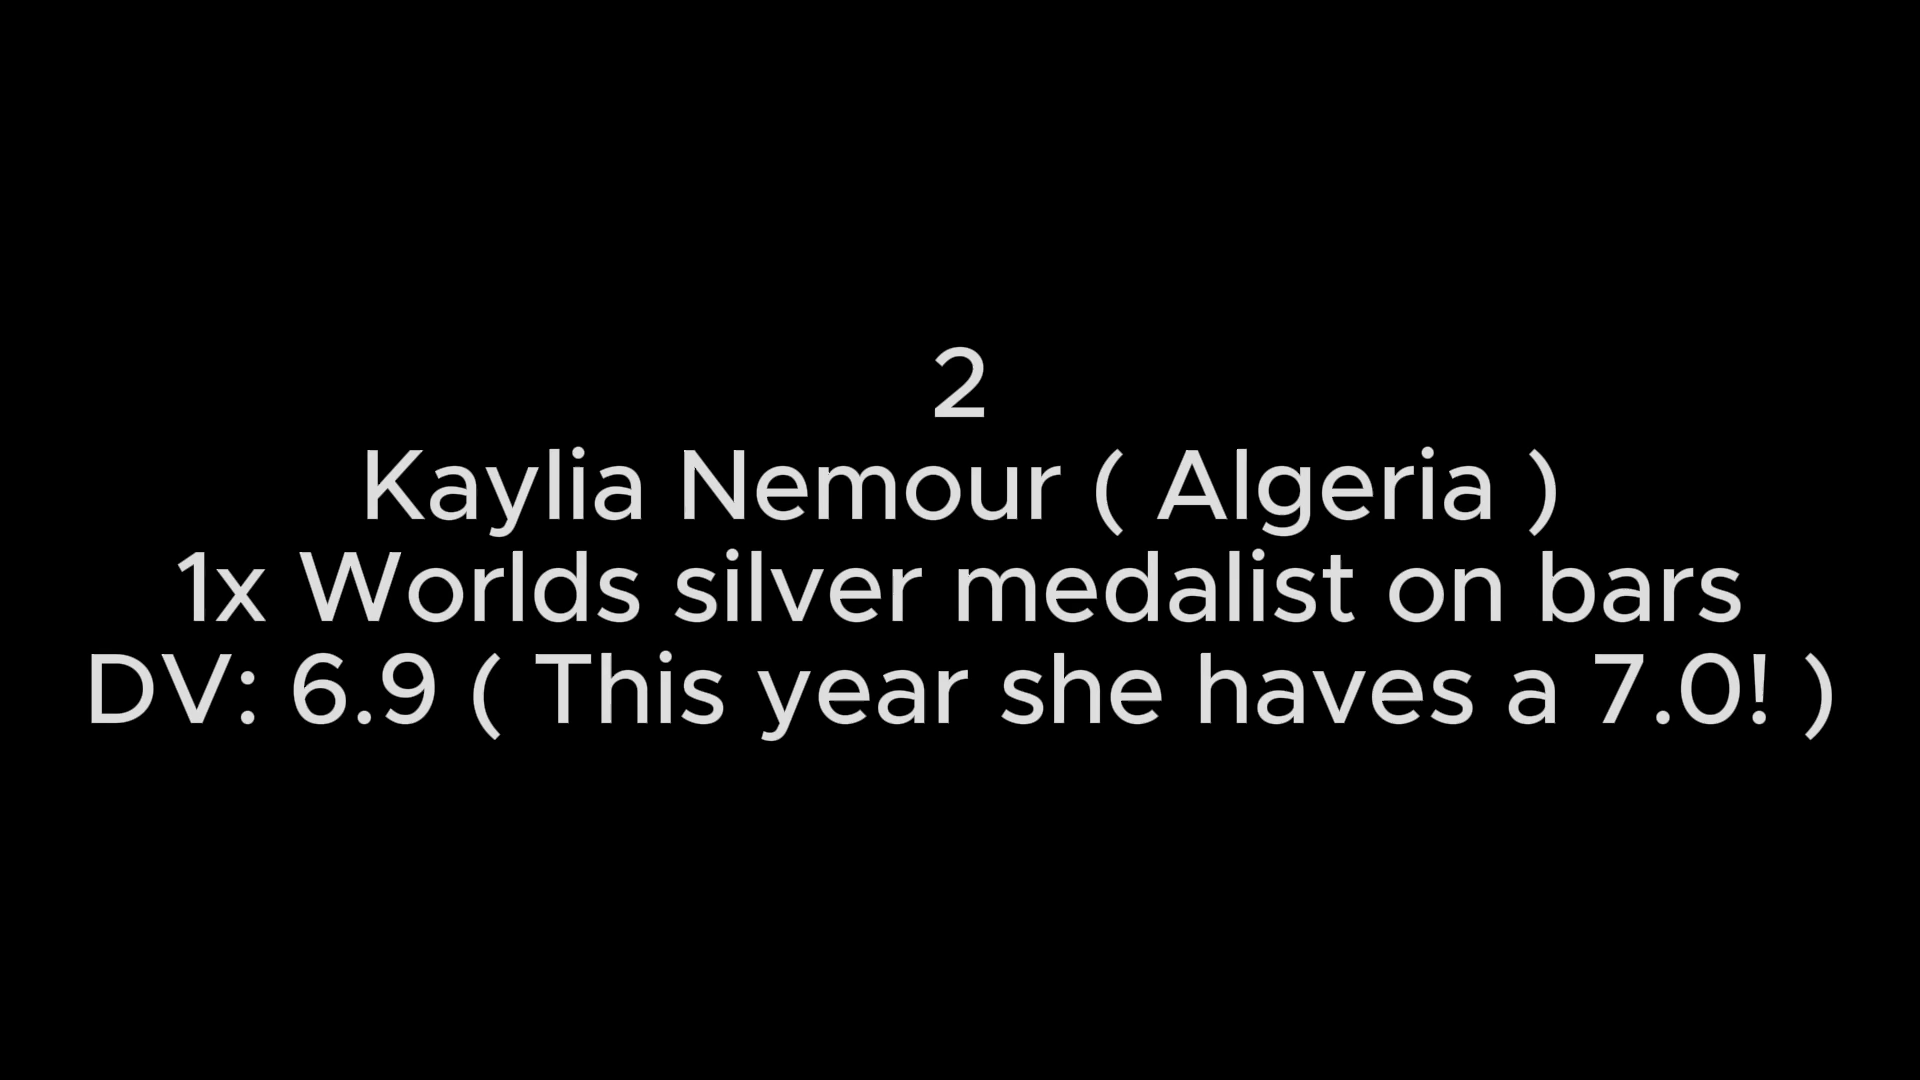 2
Kaylia Nemour ( Algeria )
1x Worlds silver medalist on bars
DV: 6.9 ( This year she haves a 7.0! )